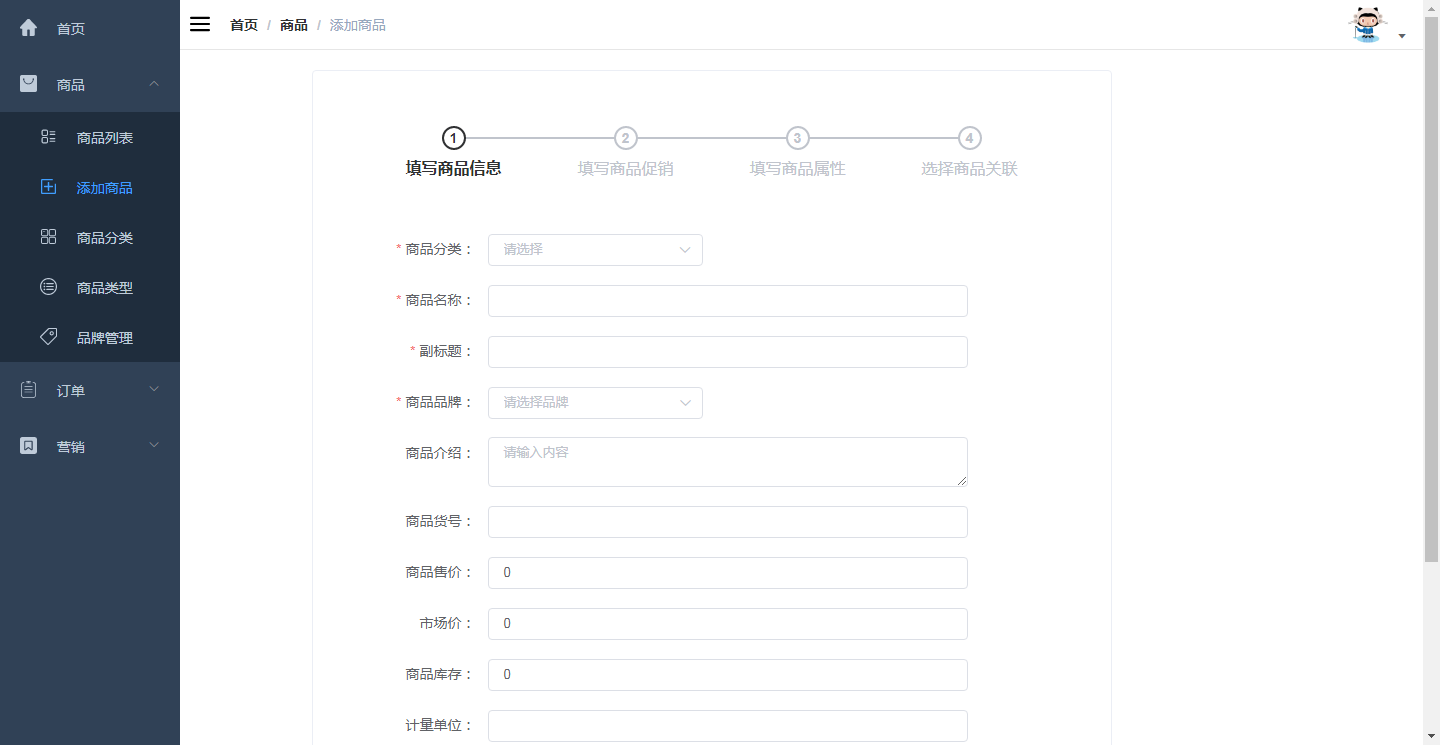 首页
商品
商品列表
添加商品
商品分类
商品类型
品牌管理
订单
营销
首页 / 商品 / 添加商品
1 2 3 4
填写商品信息 填写商品促销 填写商品属性 选择商品关联
* 商品分类： 请选择
* 商品名称：
* 副标题：
* 商品品牌： 请选择品牌
商品介绍： 请输入内容
商品货号：
商品售价： 0
市场价： 0
商品库存： 0
计量单位：